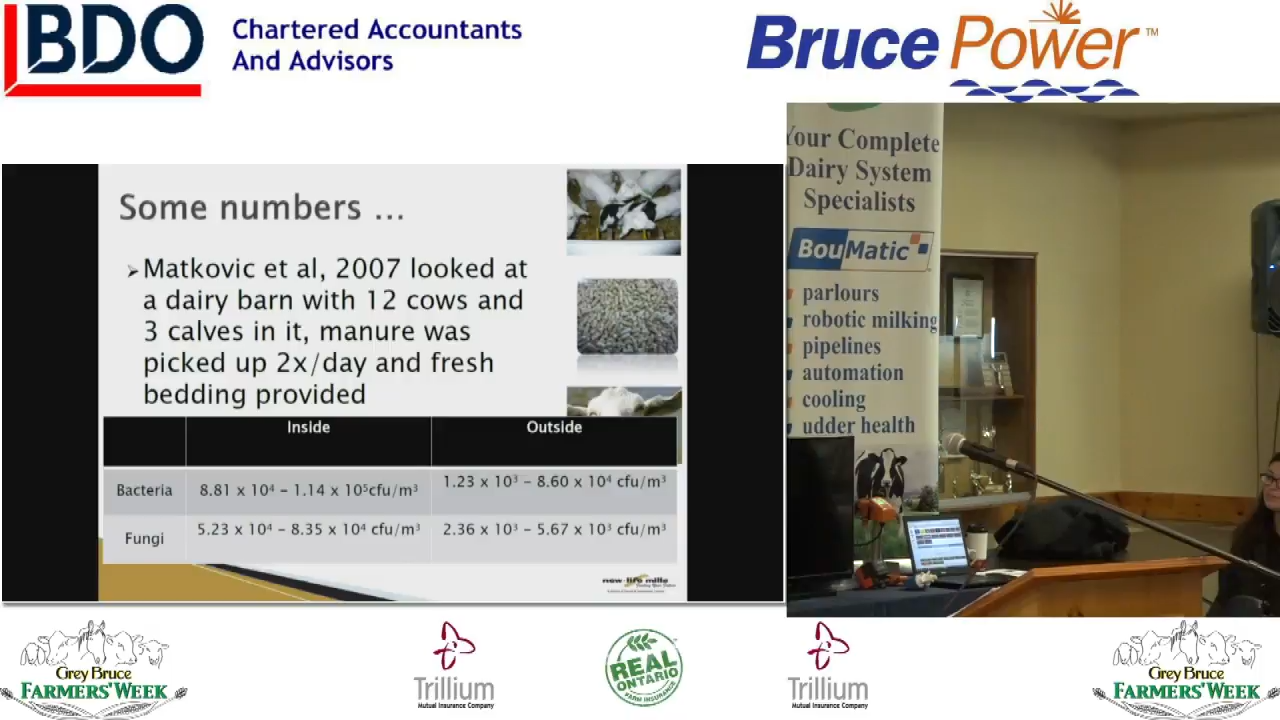 BDO
Chartered Accountants
And Advisors
Bruce Power™
Some numbers ...
Matkovic et al, 2007 looked at
a dairy barn with 12 cows and
3 calves in it, manure was
picked up 2x/day and fresh
bedding provided
Inside Outside
Bacteria 8.81 x 10⁴ – 1.14 x 10⁵cfu/m³ 1.23 x 10³ – 8.60 x 10⁴ cfu/m³
Fungi 5.23 x 10⁴ – 8.35 x 10⁴ cfu/m³ 2.36 x 10³ – 5.67 x 10³ cfu/m³
new-life mills
Your Complete
Dairy System
Specialists
BouMatic
parlours
robotic milking
pipelines
automation
cooling
udder health
Grey Bruce
FARMERS' WEEK
Trillium
Mutual Insurance Company
REAL
ONTARIO
FARM INSURANCE
Trillium
Mutual Insurance Company
Grey Bruce
FARMERS' WEEK